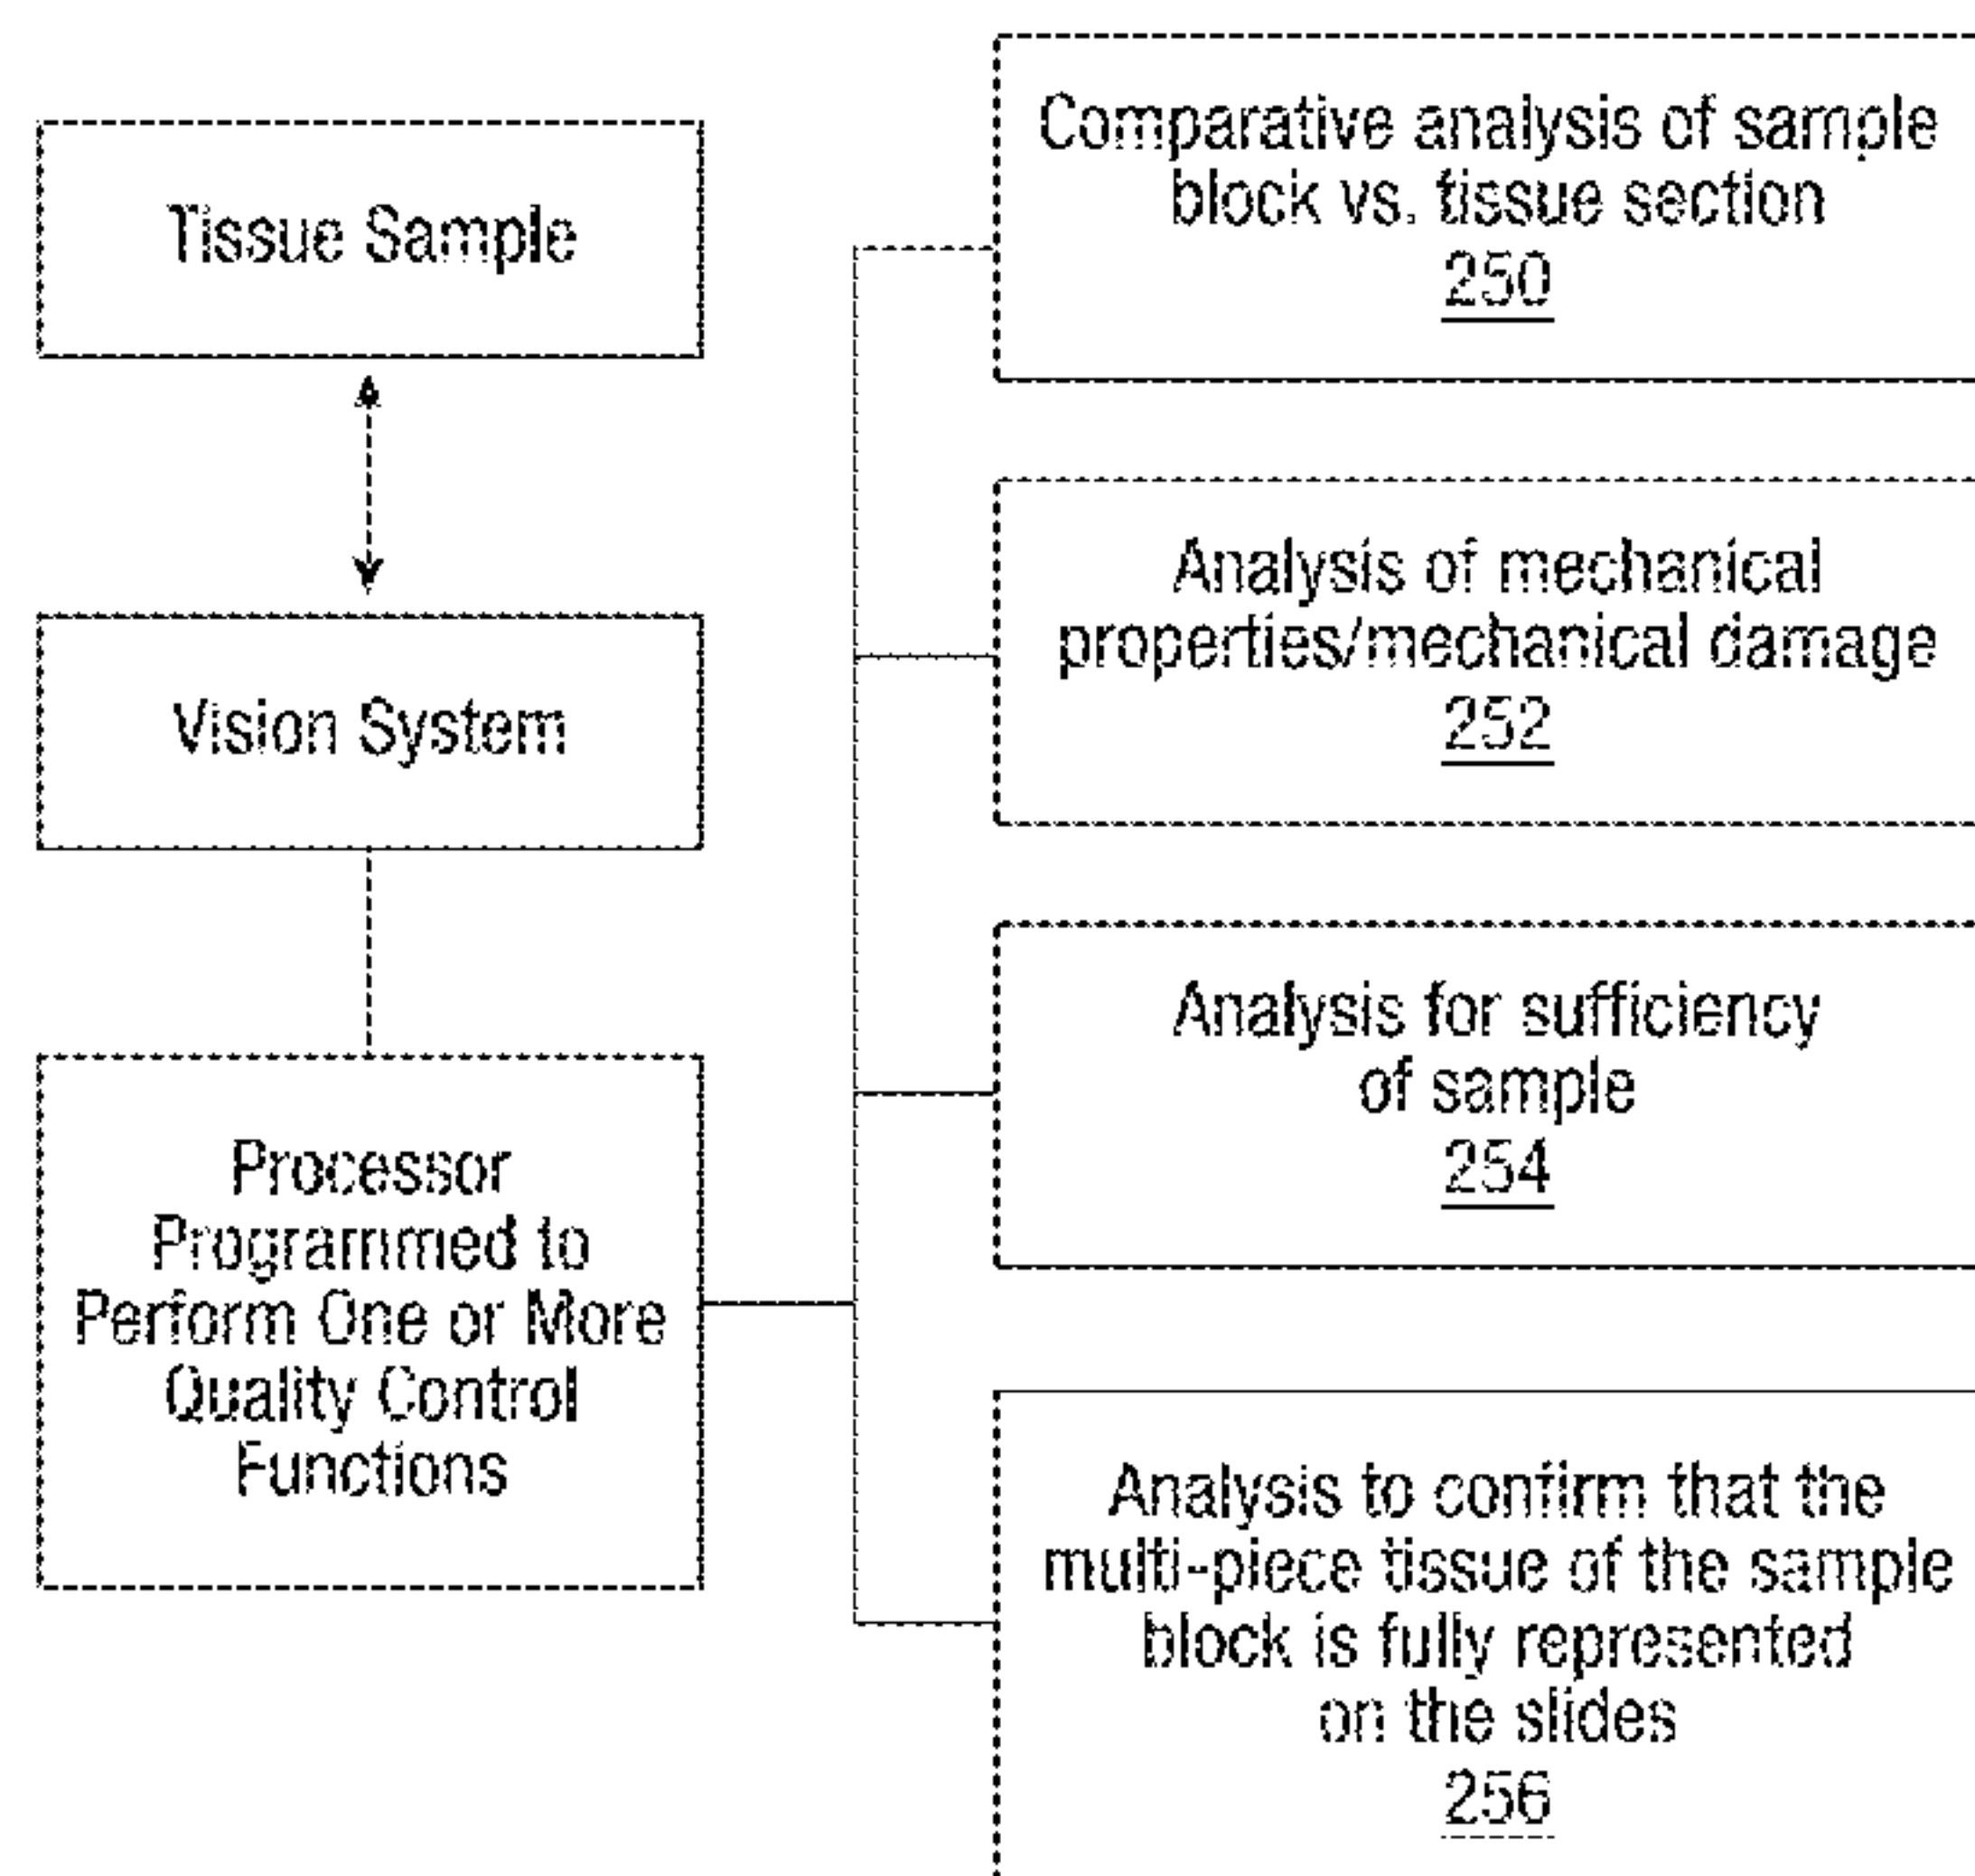 Tissue Sample
Vision System
Processor
Programmed to
Perform One or More
Quality Control
Functions
Comparative analysis of sample
block vs. tissue section
250
Analysis of mechanical
properties/mechanical damage
252
Analysis for sufficiency
of sample
254
Analysis to confirm that the
multi-piece tissue of the sample
block is fully represented
on the slides
256